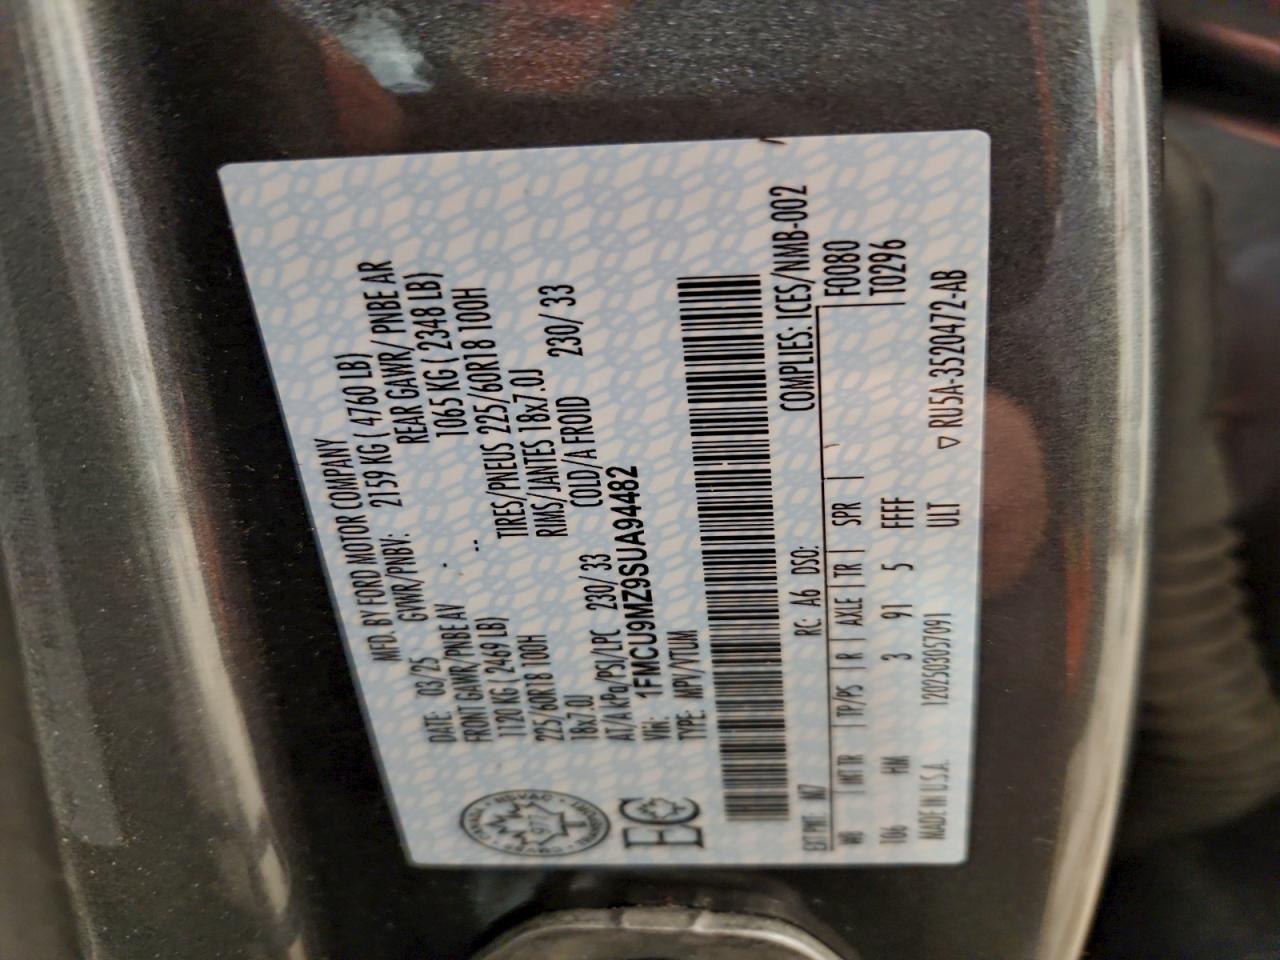 MFD. BY FORD MOTOR COMPANY
DATE: 03/25 GVWR/PNBV: 2159 KG ( 4760 LB)
FRONT GAWR/PNBE AV REAR GAWR/ PNBE AR
1120 KG ( 2469 LB) 1065 KG ( 2348 LB)
225/60R18 100H TIRES/PNEUS 225/60R18 100H
18x7.0J RIMS/JANTES 18x7.0J
AT/A kPa/PSI/LPC 230/ 33 COLD/A FROID 230/ 33
VIN: 1FMCU9MZ9SUA94482
TYPE: MPV/VTUM
COMPLIES: ICES/NMB-002
EXT PNT: M7 RC: A6 DSO: F0080
WB INT TR TP/PS R AXLE TR SPR T0296
106 HM 3 91 5 FFFF
ULT
MADE IN U.S.A. 120250305709 1 ▽ RU5A-3520472-AB